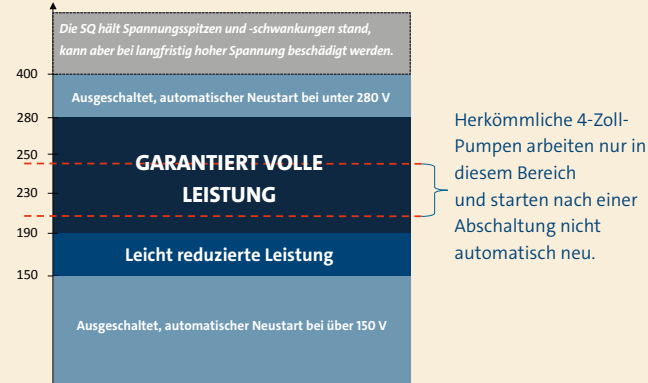 Die SQ hält Spannungsspitzen und -schwankungen stand,
kann aber bei langfristig hoher Spannung beschädigt werden.
400
Ausgeschaltet, automatischer Neustart bei unter 280 V
280
250
GARANTIERT VOLLE
LEISTUNG
230
190
Leicht reduzierte Leistung
150
Ausgeschaltet, automatischer Neustart bei über 150 V
Herkömmliche 4-Zoll-
Pumpen arbeiten nur in
diesem Bereich
und starten nach einer
Abschaltung nicht
automatisch neu.